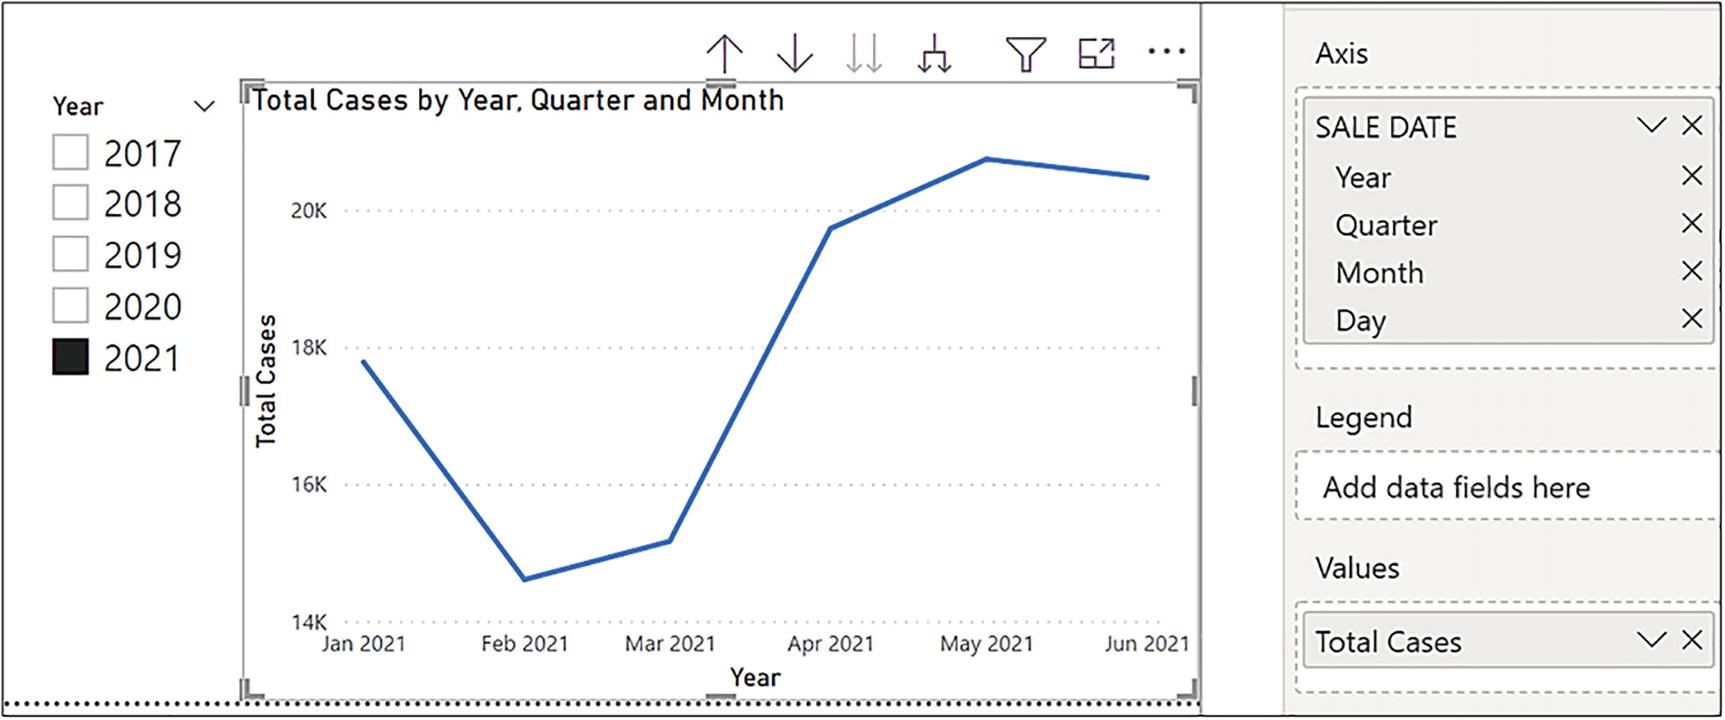 Year
2017
2018
2019
2020
2021
Total Cases by Year, Quarter and Month
Total Cases
20K
18K
16K
14K
Jan 2021 Feb 2021 Mar 2021 Apr 2021 May 2021 Jun 2021
Year
Axis
SALE DATE
Year
Quarter
Month
Day
Legend
Add data fields here
Values
Total Cases